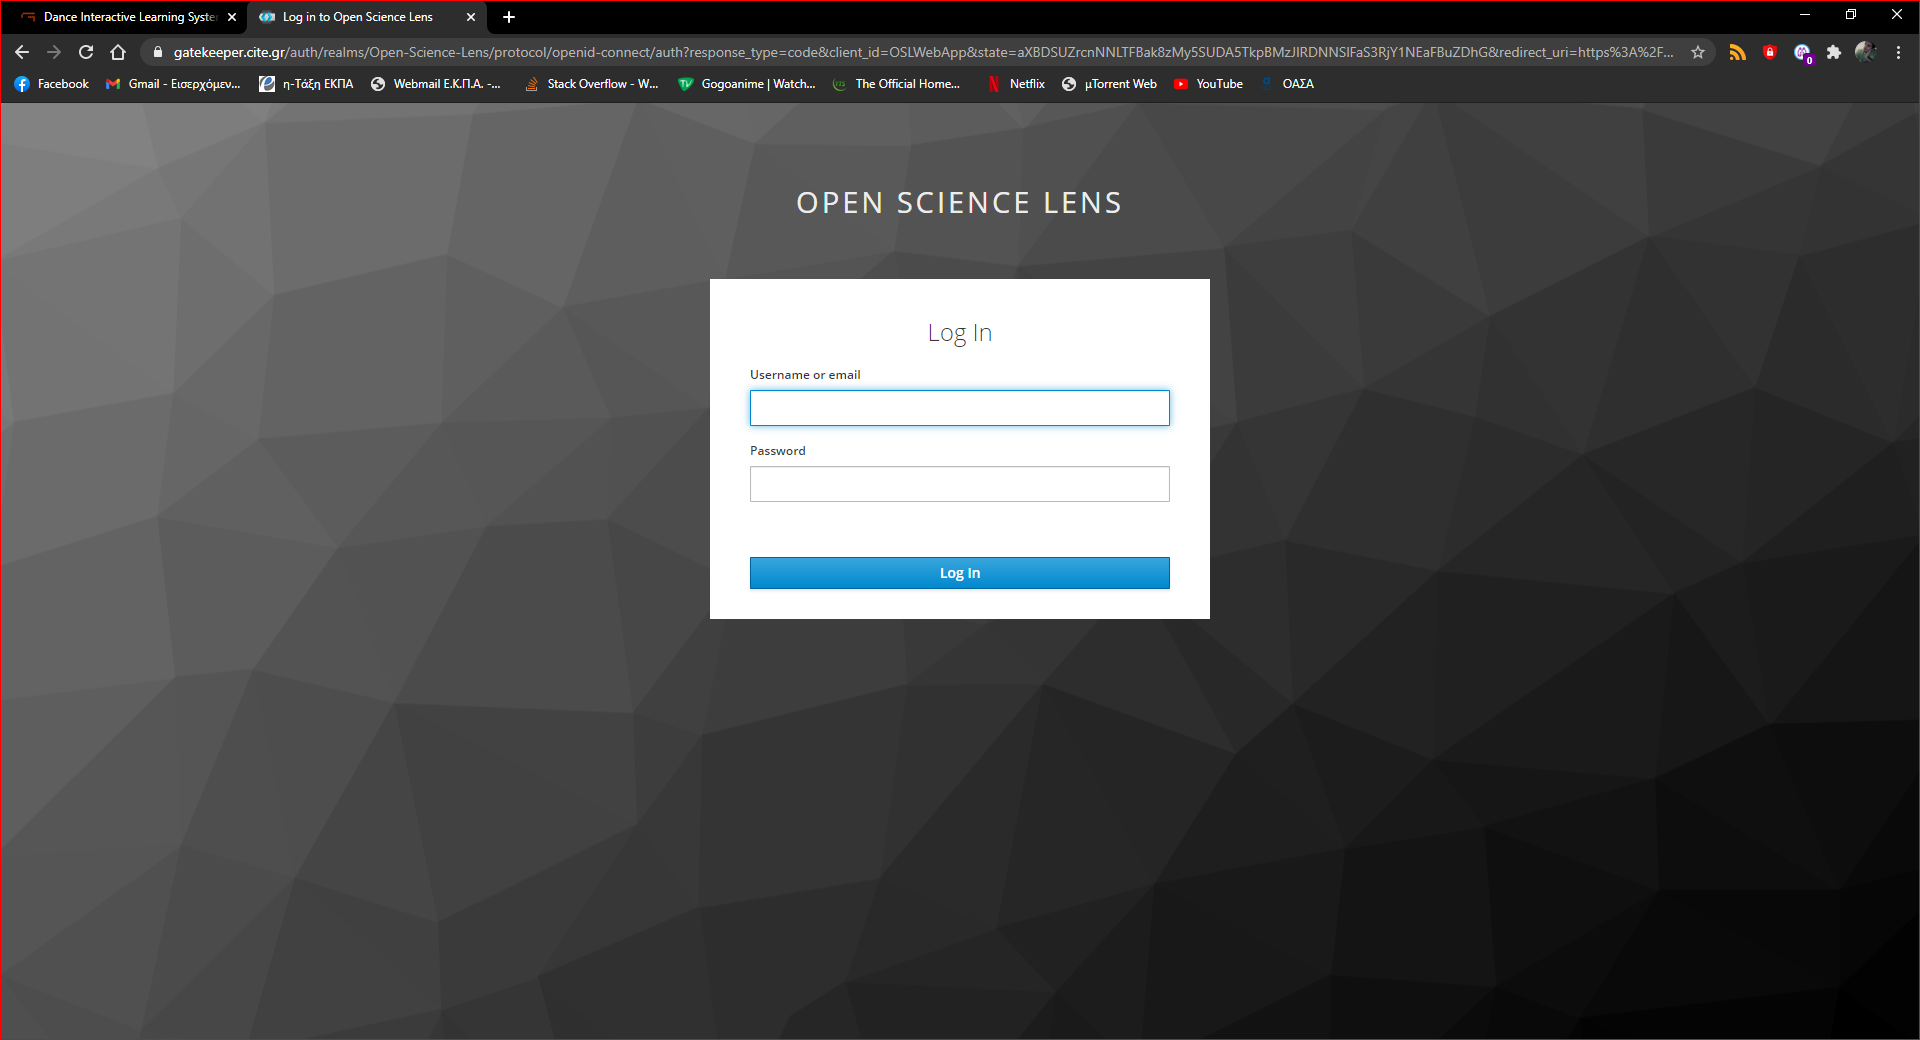 Dance Interactive Learning Syste
Log in to Open Science Lens
gatekeeper.cite.gr/auth/realms/Open-Science-Lens/protocol/openid-connect/auth?response_type=code&client_id=OSLWebApp&state=aXBDSUZrcnNNLTFBak8zMy5SUDA5TkpBMzJIRDNNSIFaS3RjY1NEaFBuZDhG&redirect_uri=https%3A%2F...
0
Facebook
Gmail - Εισερχόμεν...
η-Τάξη ΕΚΠΑ
Webmail Ε.Κ.Π.Α. -...
Stack Overflow - W...
Gogoanime | Watch...
The Official Home...
Netflix
µTorrent Web
YouTube
ΟΑΣΑ
OPEN SCIENCE LENS
Log In
Username or email
Password
Log In